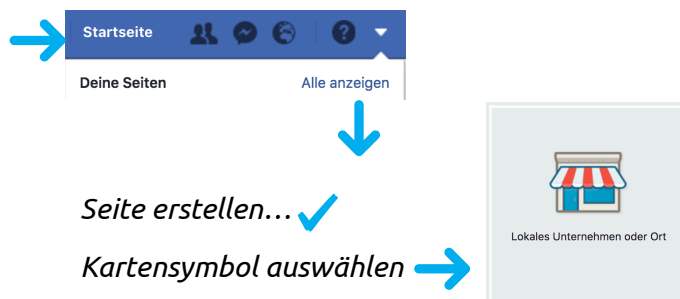 Startseite
Deine Seiten Alle anzeigen
Seite erstellen...
Lokales Unternehmen oder Ort
Kartensymbol auswählen